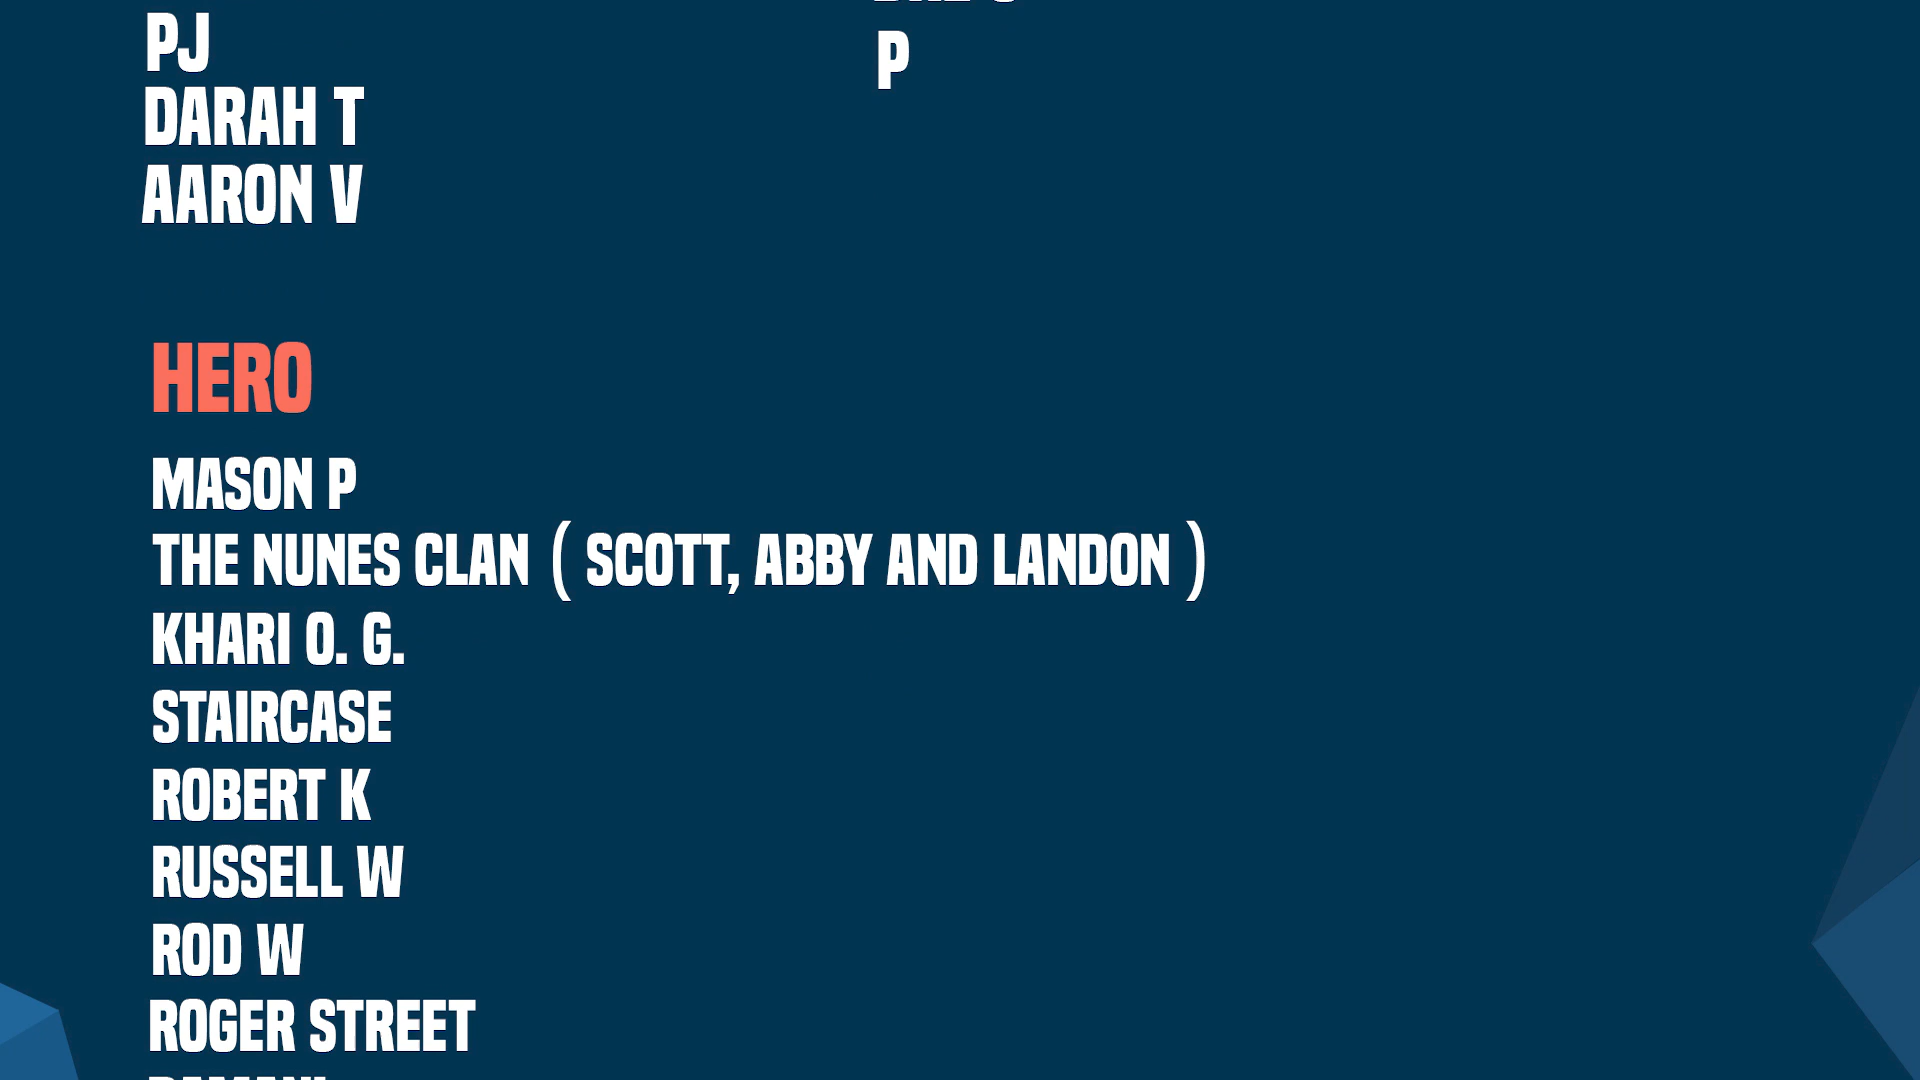 PJ
DARAH T
AARON V
P
HERO
MASON P
THE NUNES CLAN ( SCOTT, ABBY AND LANDON )
KHARI O. G.
STAIRCASE
ROBERT K
RUSSELL W
ROD W
ROGER STREET